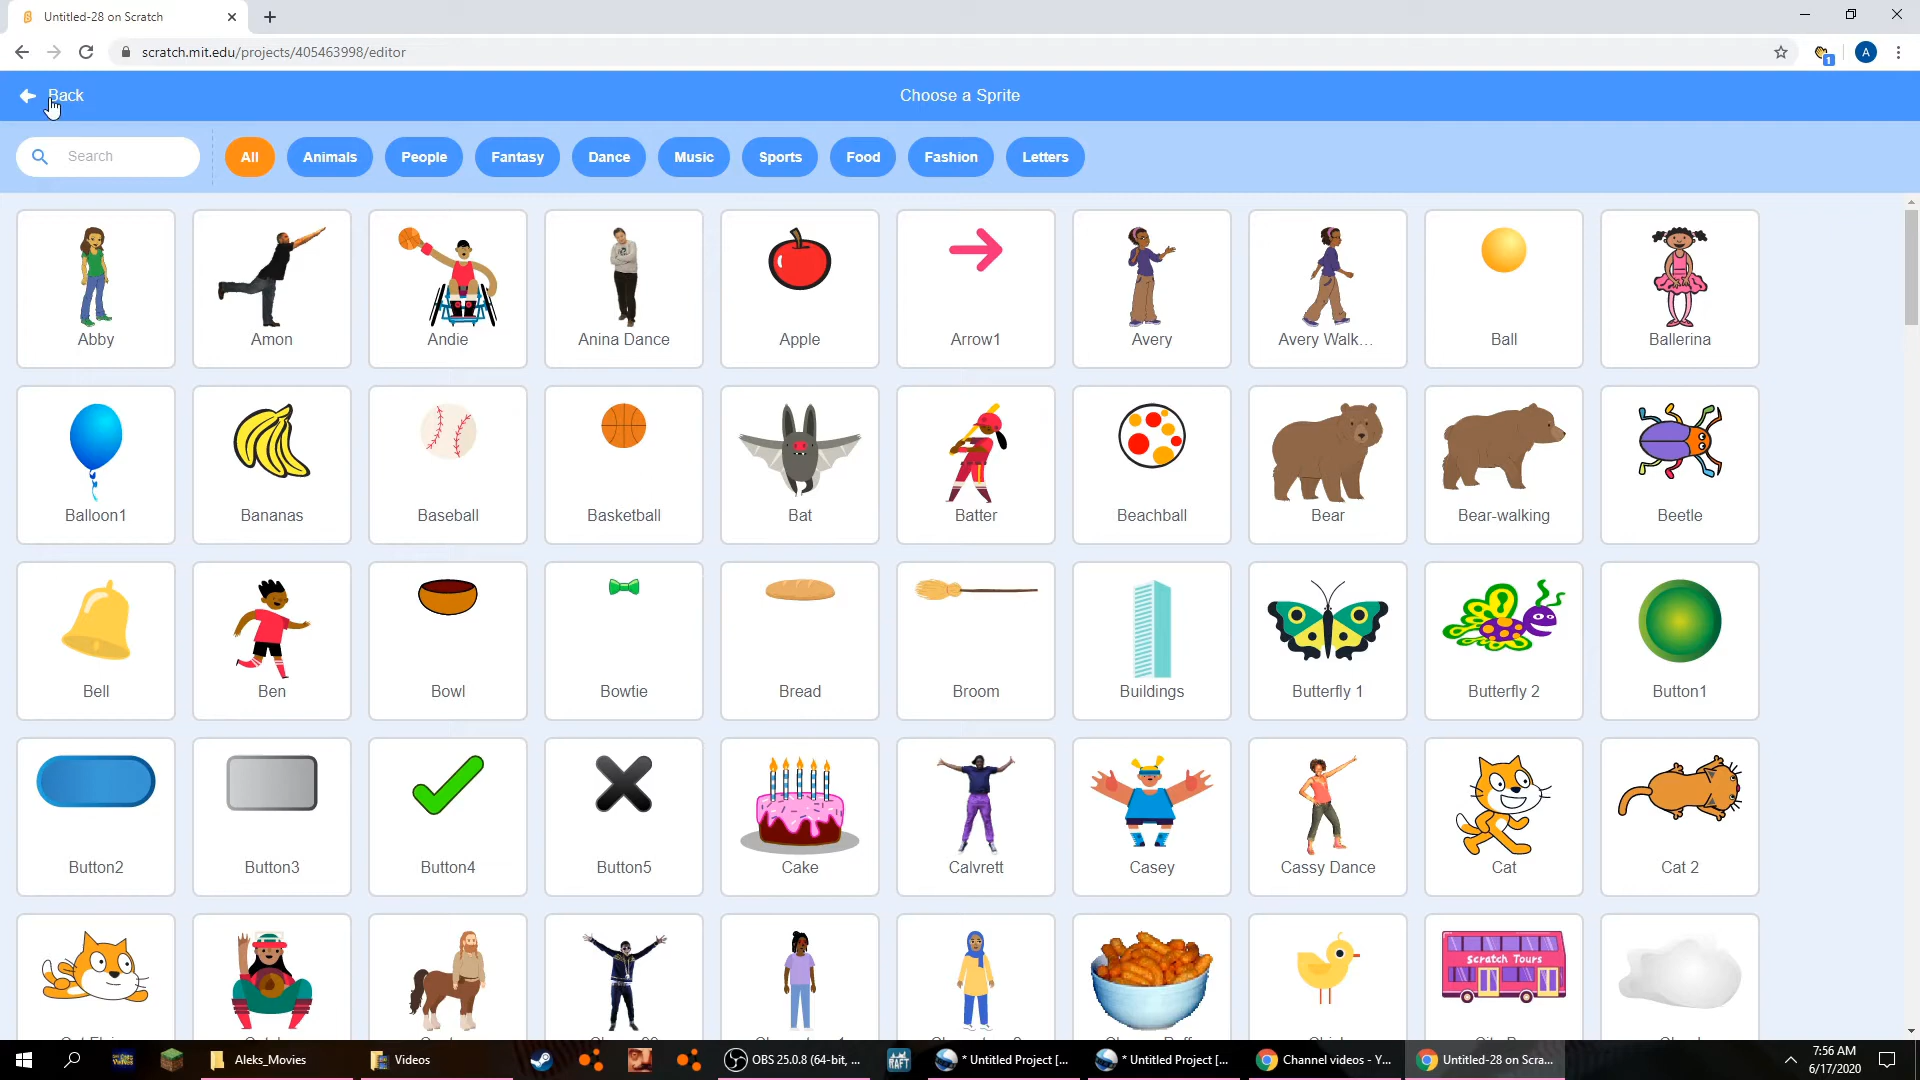 Untitled-28 on Scratch
scratch.mit.edu/projects/405463998/editor
A
1
Back
Choose a Sprite
Search
All
Animals
People
Fantasy
Dance
Music
Sports
Food
Fashion
Letters
Abby
Amon
Andie
Anina Dance
Apple
Arrow1
Avery
Avery Walk...
Ball
Ballerina
Balloon1
Bananas
Baseball
Basketball
Bat
Batter
Beachball
Bear
Bear-walking
Beetle
Bell
Ben
Bowl
Bowtie
Bread
Broom
Buildings
Butterfly 1
Butterfly 2
Button1
Button2
Button3
Button4
Button5
Cake
Calvrett
Casey
Cassy Dance
Cat
Cat 2
Scratch Tours
Aleks_Movies
Videos
OBS 25.0.8 (64-bit, ...
RAFT
* Untitled Project [...
* Untitled Project [...
Channel videos - Y...
Untitled-28 on Scra...
7:56 AM
6/17/2020